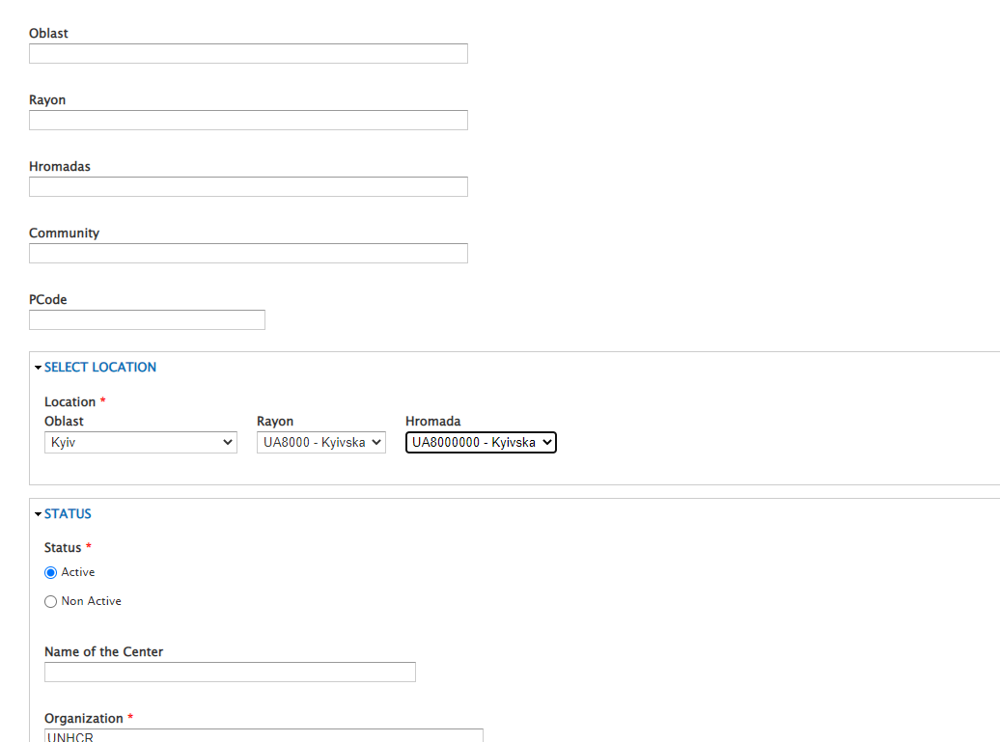 Oblast
Rayon
Hromadas
Community
PCode
SELECT LOCATION
Location *
Oblast Rayon Hromada
Kyiv UA8000 - Kyivska UA8000000 - Kyivska
STATUS
Status *
Active
Non Active
Name of the Center
Organization *
UNHCR